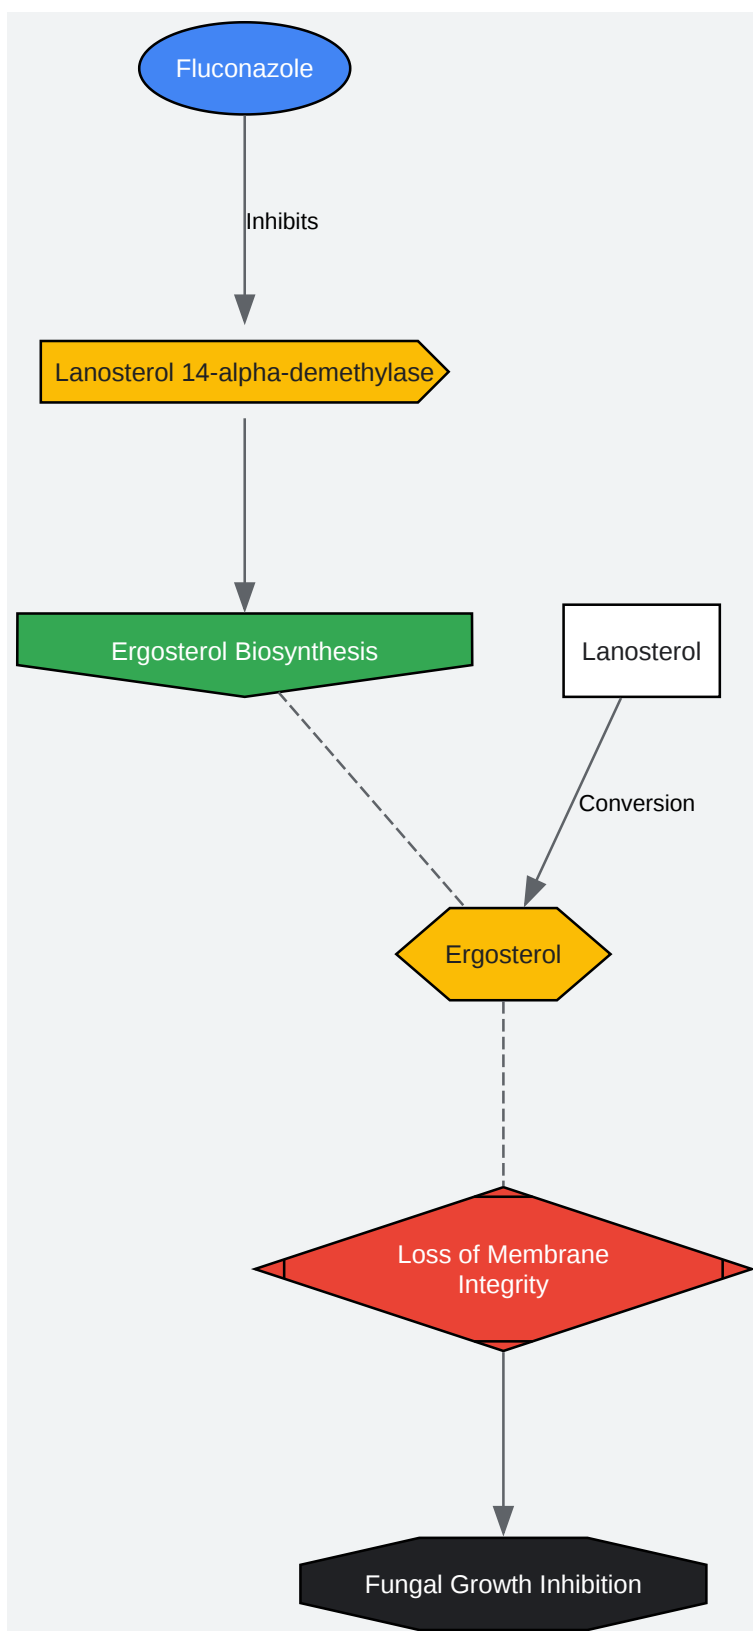 Fluconazole
Inhibits
Lanosterol 14-alpha-demethylase
Ergosterol Biosynthesis
Lanosterol
Conversion
Ergosterol
Loss of Membrane
Integrity
Fungal Growth Inhibition